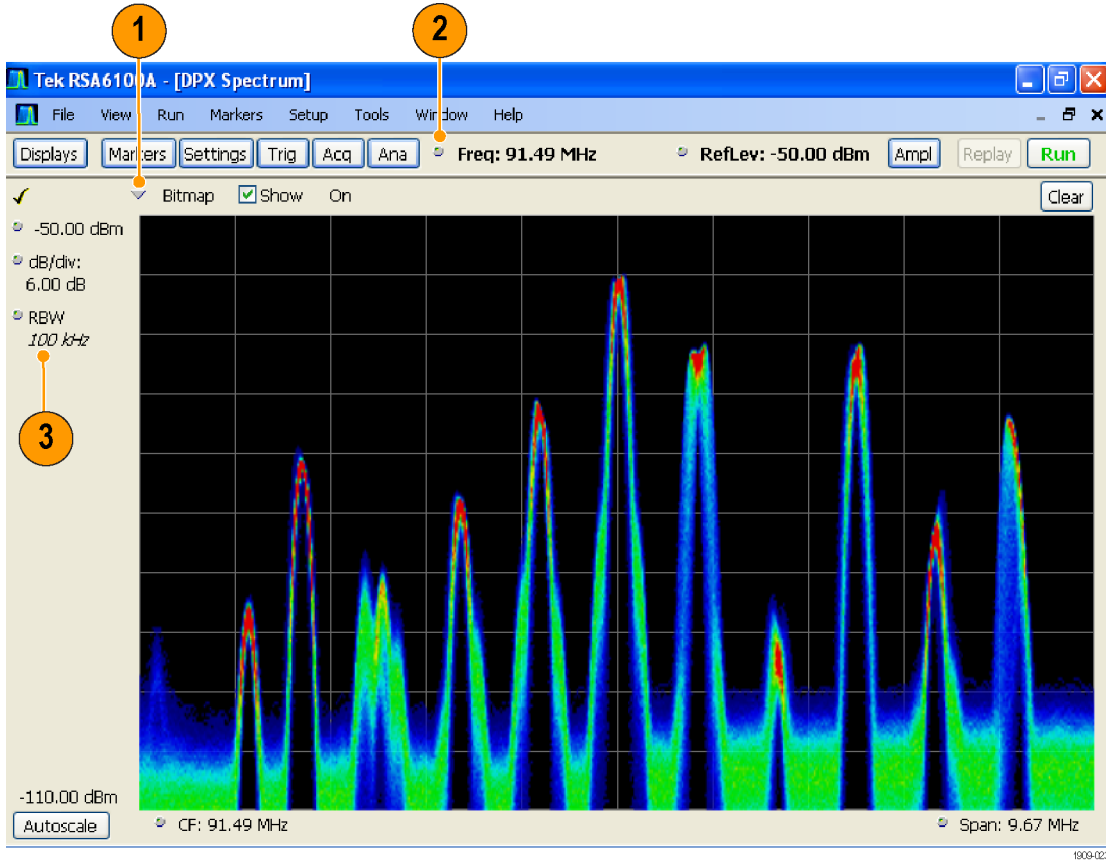 1
2
Tek RSA6100A - [DPX Spectrum]
File View Run Markers Setup Tools Window Help
Displays Markers Settings Trig Acq Ana Freq: 91.49 MHz RefLev: -50.00 dBm Ampl Replay Run
Bitmap Show On Clear
-50.00 dBm
dB/div:
6.00 dB
RBW
100 kHz
3
-110.00 dBm
Autoscale CF: 91.49 MHz Span: 9.67 MHz